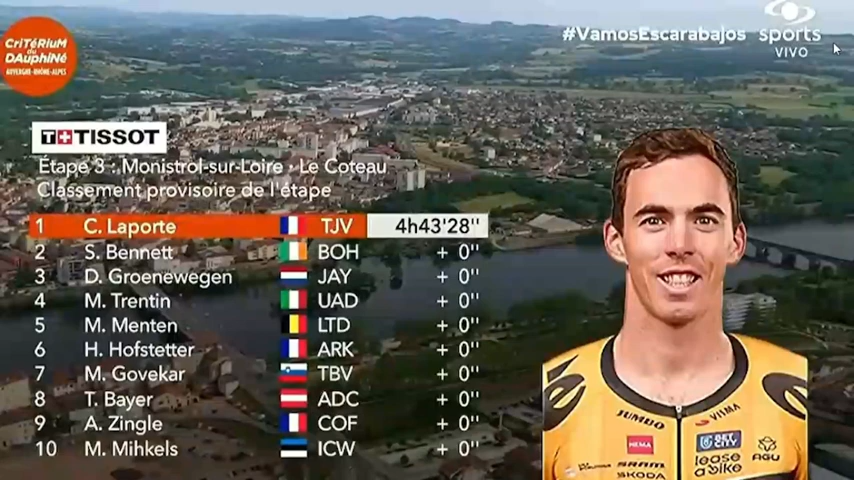 CRiTÉRiUM
DU
DAUPHiNÉ
AUVERGNE-RHÔNE-ALPES
#VamosEscarabajos
sports
VIVO
T+TISSOT
Étape 3 : Monistrol-sur-Loire · Le Coteau
Classement provisoire de l'étape
1 C. Laporte TJV 4h43'28''
2 S. Bennett BOH + 0''
3 D. Groenewegen JAY + 0''
4 M. Trentin UAD + 0''
5 M. Menten LTD + 0''
6 H. Hofstetter ARK + 0''
7 M. Govekar TBV + 0''
8 T. Bayer ADC + 0''
9 A. Zingle COF + 0''
10 M. Mihkels ICW + 0''
JUMBO VISMA
HEMA BET CITY
SRAM lease AGU
SKODA a bike